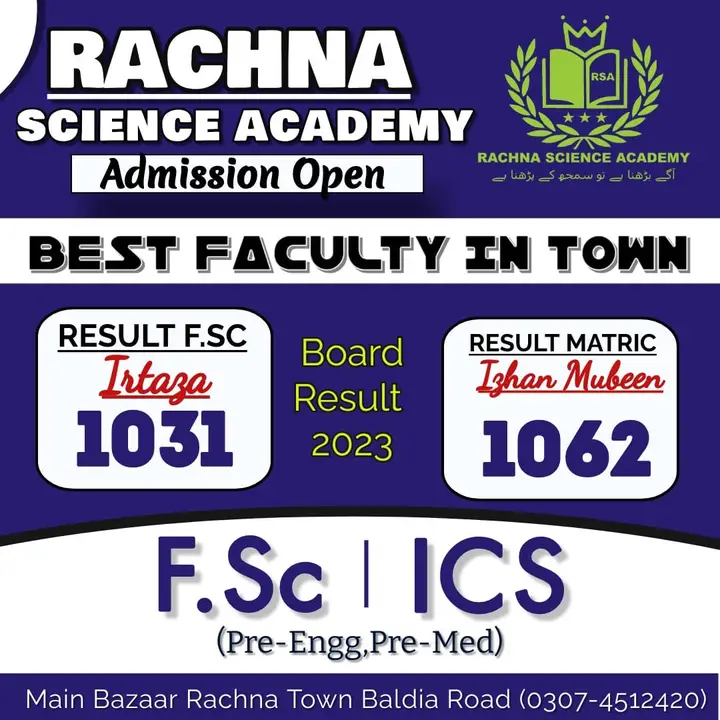 RACHNA
SCIENCE ACADEMY
Admission Open
RSA
RACHNA SCIENCE ACADEMY
آگے بڑھنا ہے تو سمجھ کے پڑھنا ہے
BEST FACULTY IN TOWN
RESULT F.SC
Irtaza
1031
Board
Result
2023
RESULT MATRIC
Izhan Mubeen
1062
F.Sc | ICS
(Pre-Engg,Pre-Med)
Main Bazaar Rachna Town Baldia Road (0307-4512420)